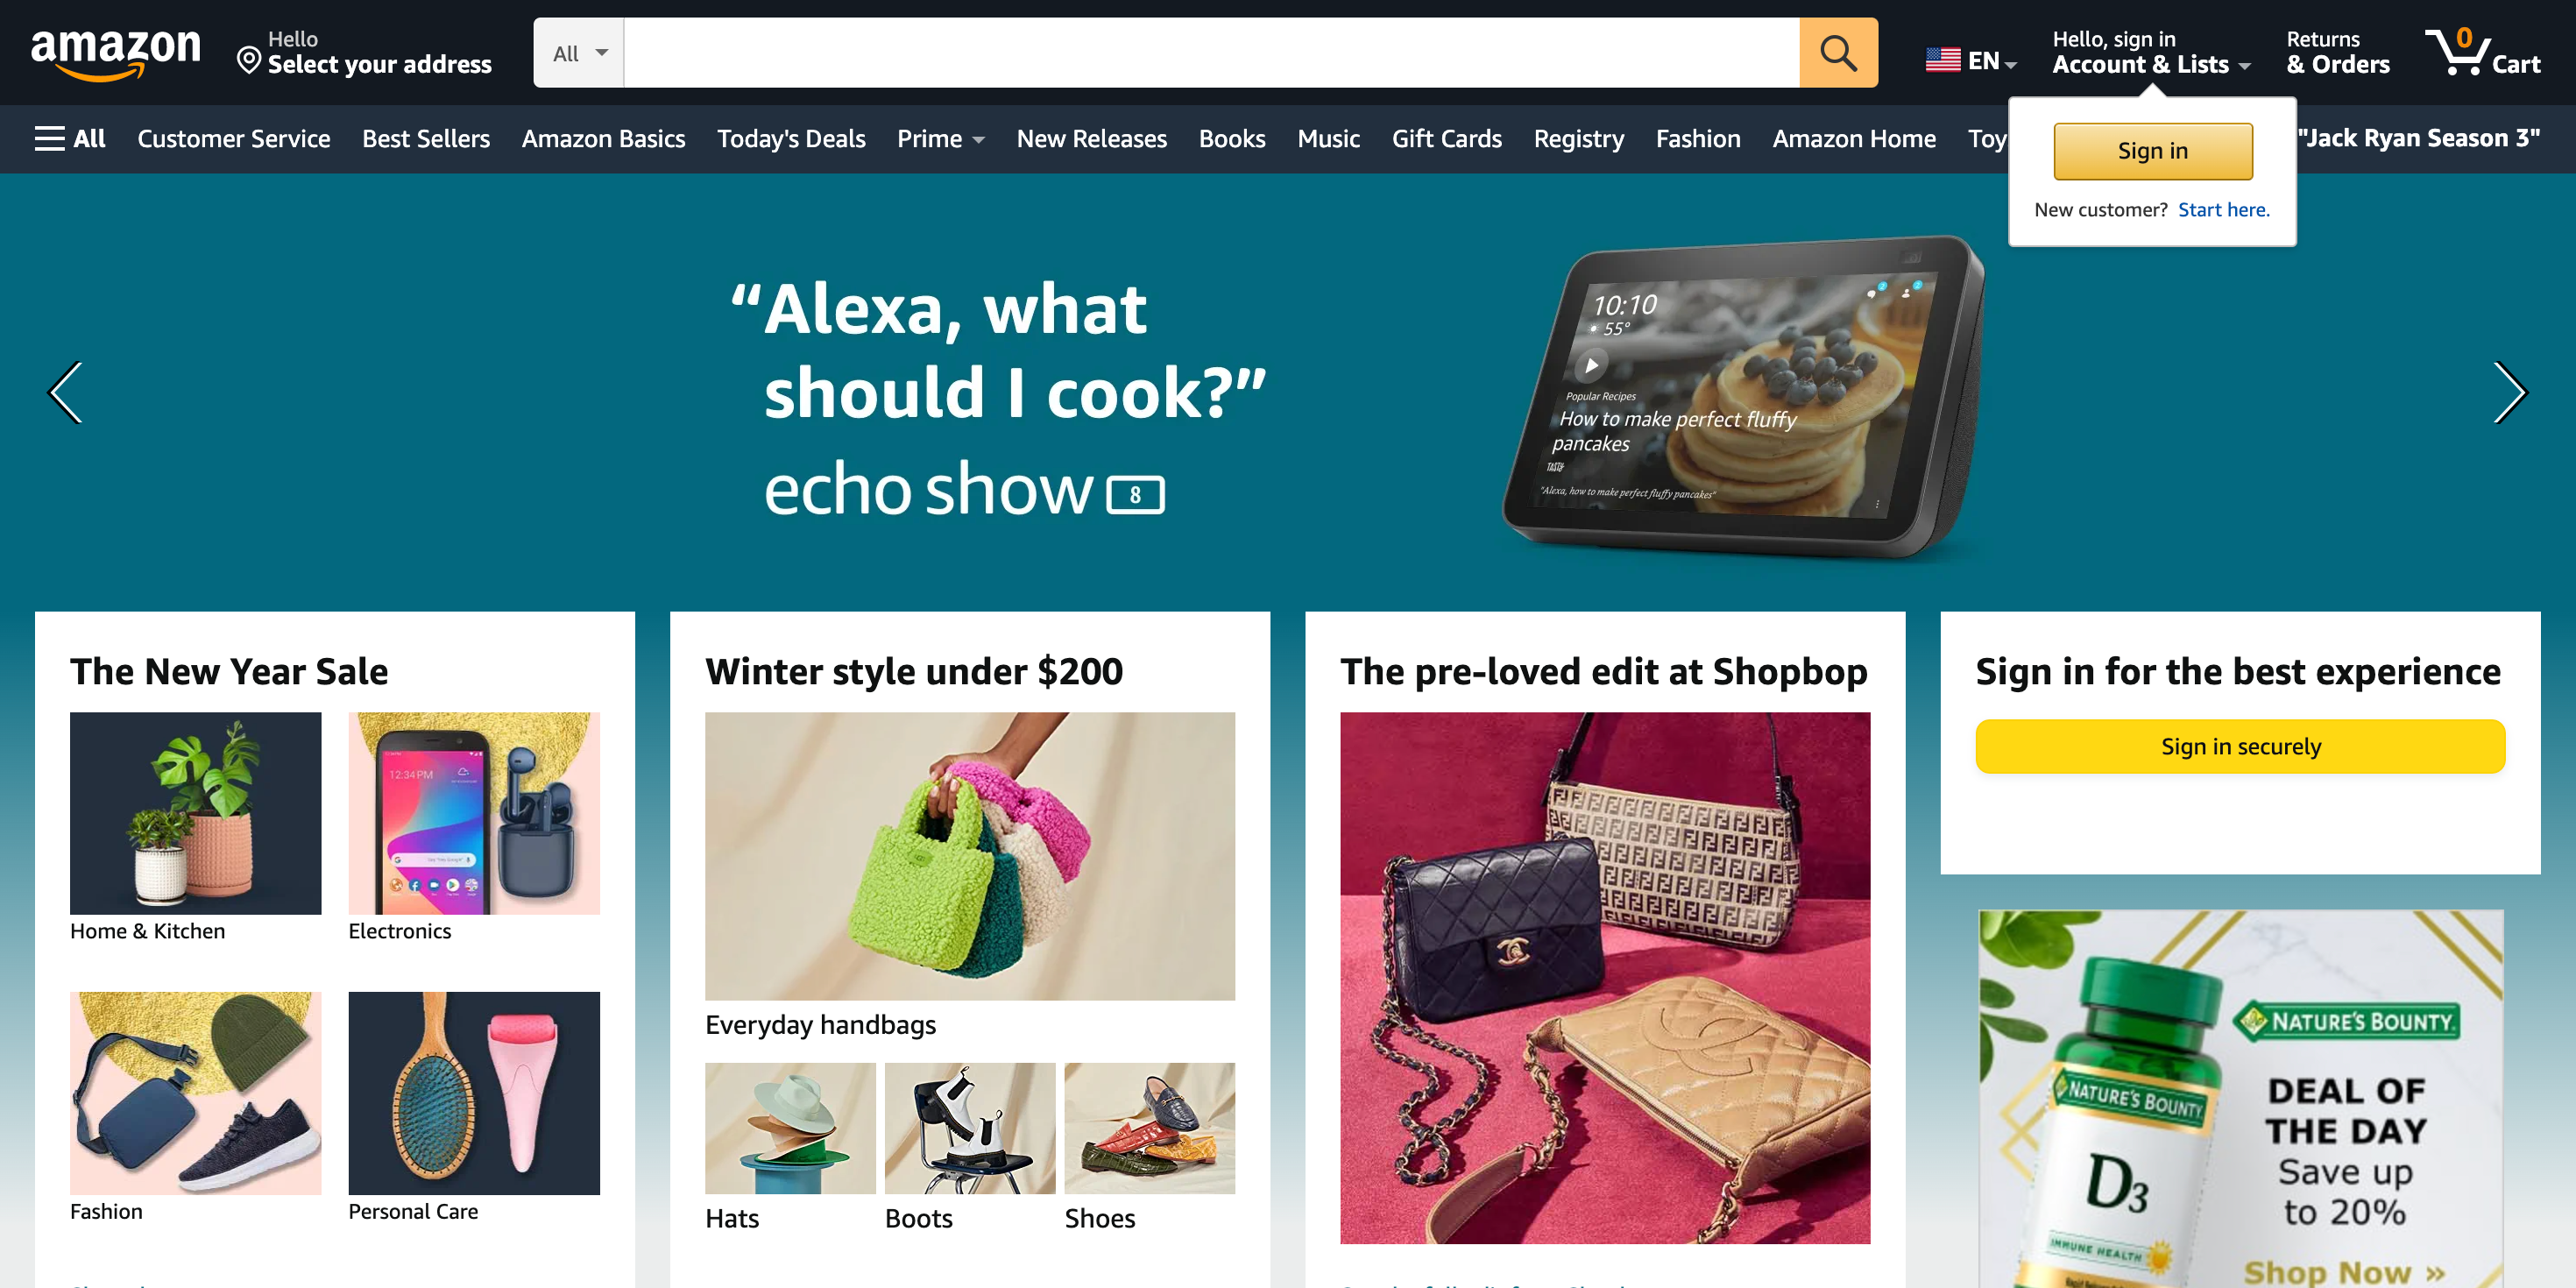 amazon
Hello
Select your address
All
EN
Hello, sign in
Account & Lists
Returns
& Orders
0
Cart
All
Customer Service
Best Sellers
Amazon Basics
Today's Deals
Prime
New Releases
Books
Music
Gift Cards
Registry
Fashion
Amazon Home
Toy
"Jack Ryan Season 3"
Sign in
New customer? Start here.
“Alexa, what
should I cook?”
echo show 8
10:10
55°
Popular Recipes
How to make perfect fluffy
pancakes
TASTE
"Alexa, how to make perfect fluffy pancakes"
The New Year Sale
12:34 PM
Home & Kitchen
Electronics
Fashion
Personal Care
Winter style under $200
Everyday handbags
Hats
Boots
Shoes
The pre-loved edit at Shopbop
Sign in for the best experience
Sign in securely
NATURE'S BOUNTY
NATURE'S BOUNTY
D3
IMMUNE HEALTH
DEAL OF
THE DAY
Save up
to 20%
Shop Now »